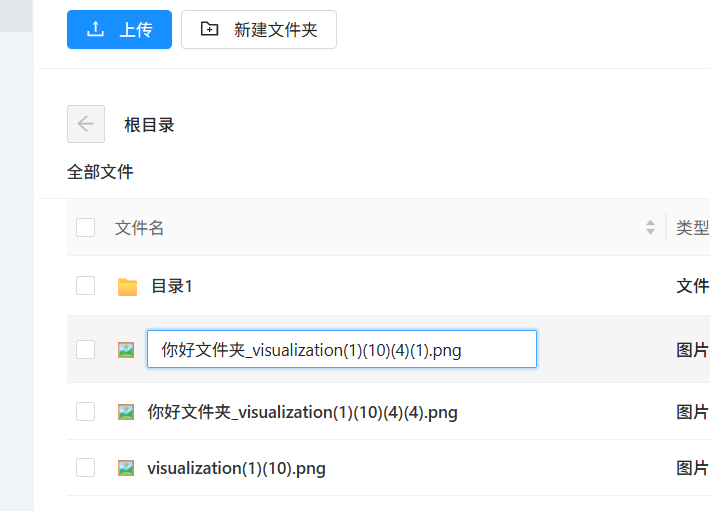 上传 新建文件夹
根目录
全部文件
文件名 类型
目录1 文件
你好文件夹_visualization(1)(10)(4)(1).png 图片
你好文件夹_visualization(1)(10)(4)(4).png 图片
visualization(1)(10).png 图片